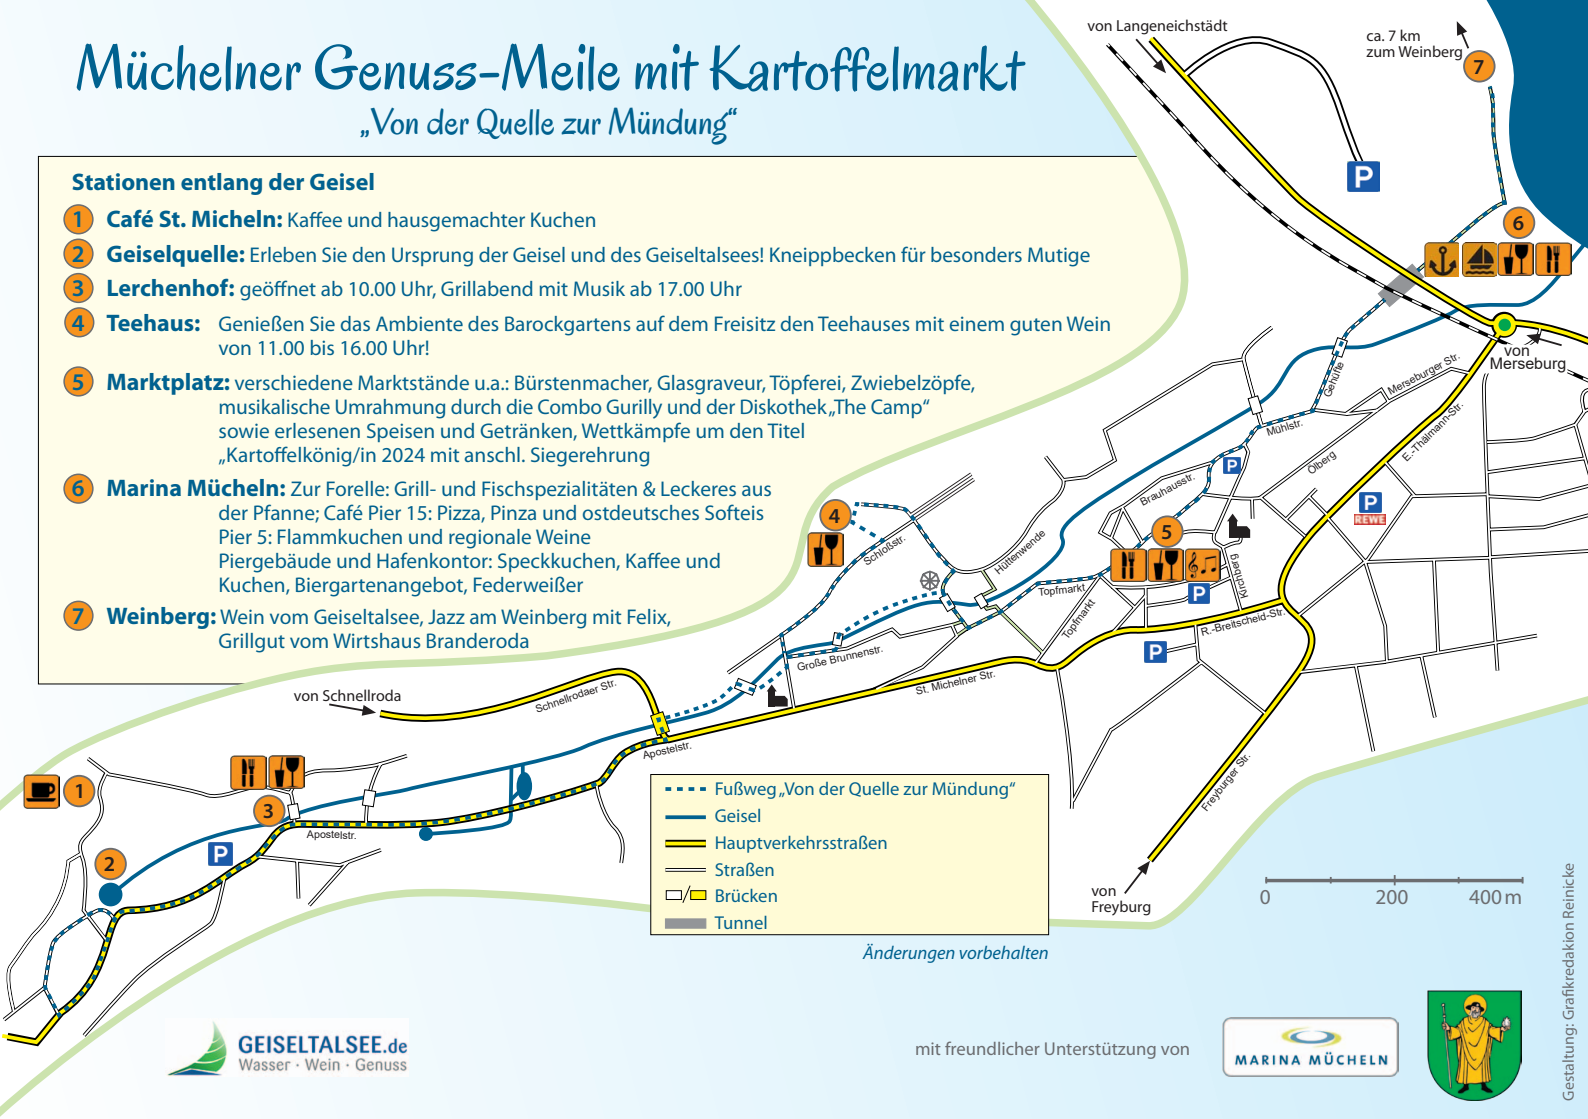 Müchelner Genuss-Meile mit Kartoffelmarkt
„Von der Quelle zur Mündung“
Stationen entlang der Geisel
1 Café St. Micheln: Kaffee und hausgemachter Kuchen
2 Geiselquelle: Erleben Sie den Ursprung der Geisel und des Geiseltalsees! Kneippbecken für besonders Mutige
3 Lerchenhof: geöffnet ab 10.00 Uhr, Grillabend mit Musik ab 17.00 Uhr
4 Teehaus: Genießen Sie das Ambiente des Barockgartens auf dem Freisitz den Teehauses mit einem guten Wein
von 11.00 bis 16.00 Uhr!
5 Marktplatz: verschiedene Marktstände u.a.: Bürstenmacher, Glasgraveur, Töpferei, Zwiebelzöpfe,
musikalische Umrahmung durch die Combo Gurilly und der Diskothek „The Camp“
sowie erlesenen Speisen und Getränken, Wettkämpfe um den Titel
„Kartoffelkönig/in 2024 mit anschl. Siegerehrung
6 Marina Mücheln: Zur Forelle: Grill- und Fischspezialitäten & Leckeres aus
der Pfanne; Café Pier 15: Pizza, Pinza und ostdeutsches Softeis
Pier 5: Flammkuchen und regionale Weine
Piergebäude und Hafenkontor: Speckkuchen, Kaffee und
Kuchen, Biergartenangebot, Federweißer
7 Weinberg: Wein vom Geiseltalsee, Jazz am Weinberg mit Felix,
Grillgut vom Wirtshaus Branderoda
von Langeneichstädt
ca. 7 km
zum Weinberg
7
P
6
von
Merseburg
Gehüfte
Merseburger Str.
Mühlstr.
E.-Thälmann-Str.
Ölberg
P
Brauhausstr.
P
REWE
4
5
Schloßstr.
Hüttenwende
Kirchberg
Topfmarkt
P
Topfmarkt
R.-Breitscheid-Str.
P
Große Brunnenstr.
St. Michelner Str.
von Schnellroda
Schnellrodaer Str.
Apostelstr.
1
3
Apostelstr.
P
2
Freyburger Str.
von
Freyburg
Fußweg „Von der Quelle zur Mündung“
Geisel
Hauptverkehrsstraßen
Straßen
/ Brücken
Tunnel
Änderungen vorbehalten
0 200 400 m
GEISELTALSEE.de
Wasser · Wein · Genuss
mit freundlicher Unterstützung von
MARINA MÜCHELN
Gestaltung: Grafikredakion Reinicke